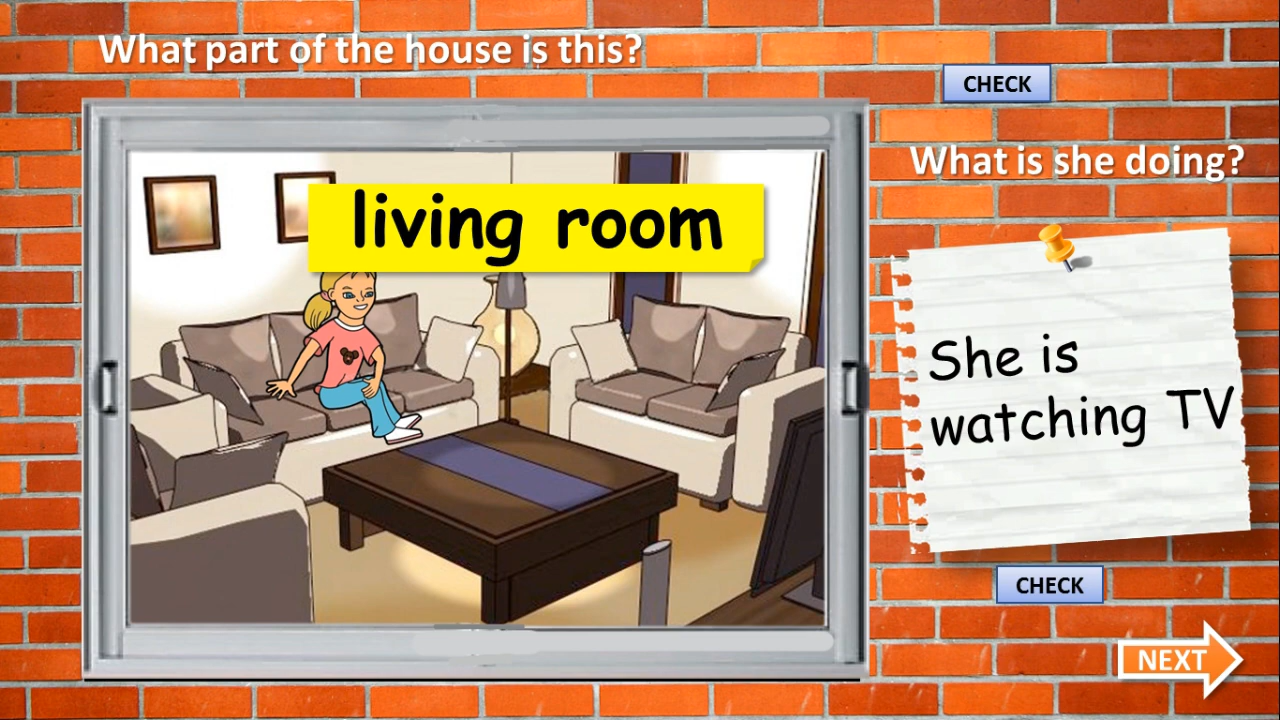 What part of the house is this?
CHECK
What is she doing?
living room
She is
watching TV
CHECK
NEXT